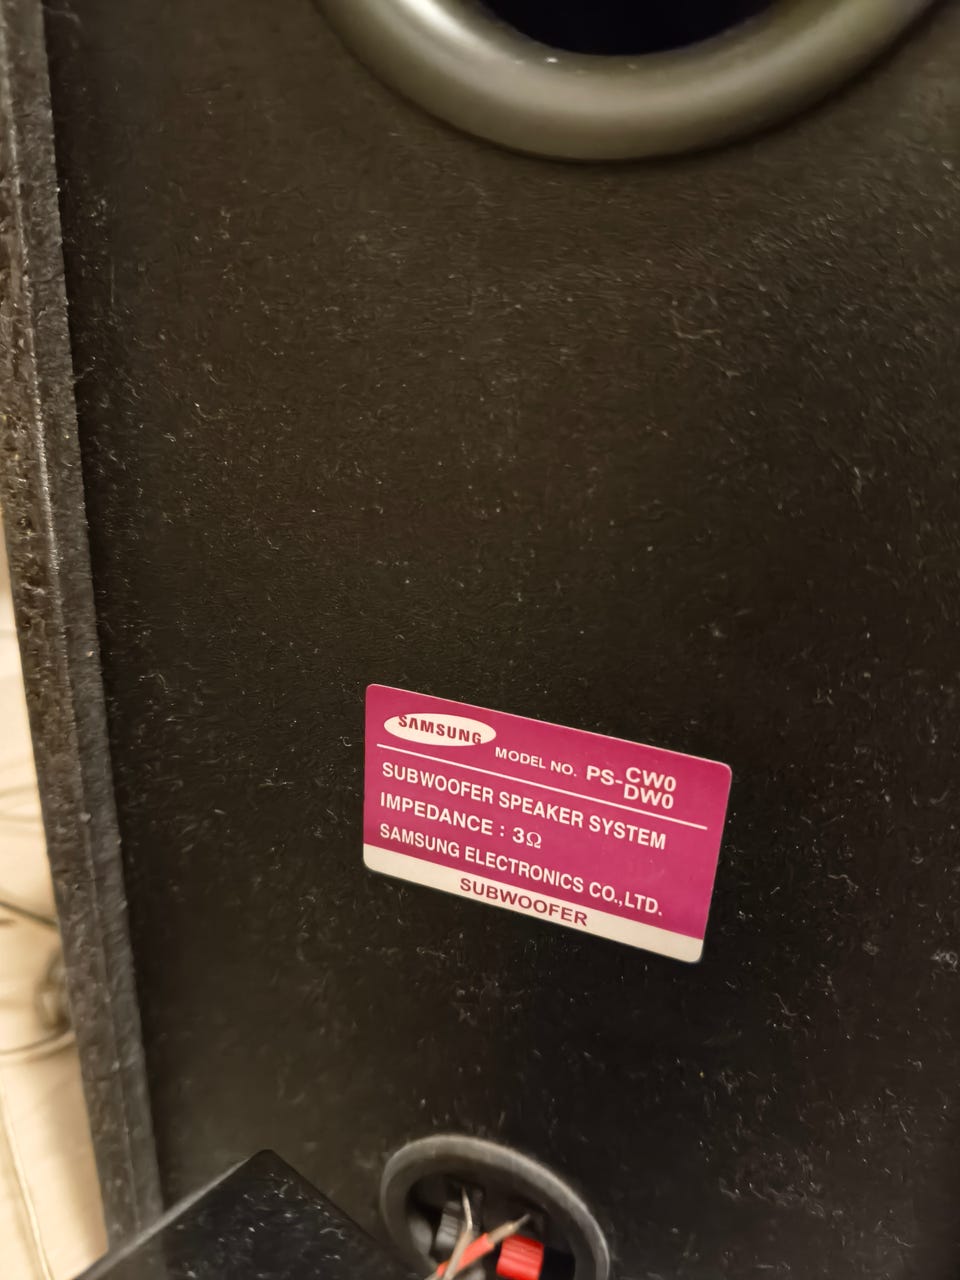 SAMSUNG MODEL NO. PS-CW0
DW0
SUBWOOFER SPEAKER SYSTEM
IMPEDANCE : 3Ω
SAMSUNG ELECTRONICS CO.,LTD.
SUBWOOFER